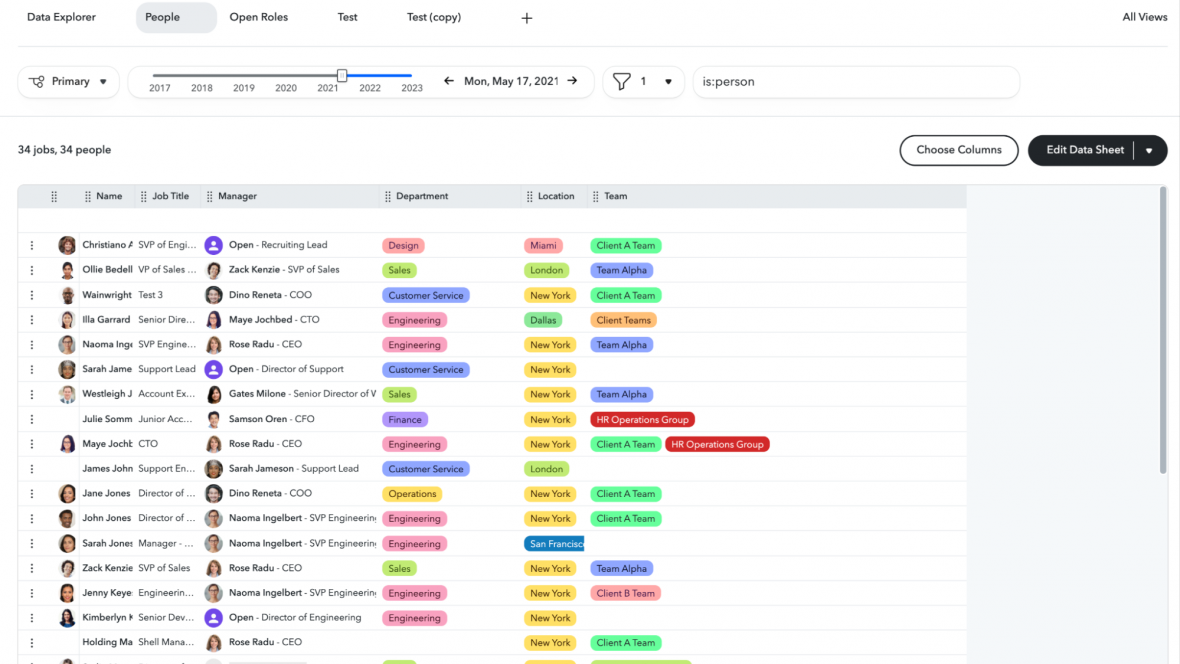 Data Explorer People Open Roles Test Test (copy) + All Views
Primary 2017 2018 2019 2020 2021 2022 2023 Mon, May 17, 2021 1 is:person
34 jobs, 34 people Choose Columns Edit Data Sheet
Name Job Title Manager Department Location Team
Christiano A SVP of Engi... Open - Recruiting Lead Design Miami Client A Team
Ollie Bedell VP of Sales ... Zack Kenzie - SVP of Sales Sales London Team Alpha
Wainwright Test 3 Dino Reneta - COO Customer Service New York Client A Team
Illa Garrard Senior Dire... Maye Jochbed - CTO Engineering Dallas Client Teams
Naoma Inge SVP Engine... Rose Radu - CEO Engineering New York Team Alpha
Sarah Jame Support Lead Open - Director of Support Customer Service New York
Westleigh J Account Ex... Gates Milone - Senior Director of W Sales New York Team Alpha
Julie Somm Junior Acc... Samson Oren - CFO Finance New York HR Operations Group
Maye Jochb CTO Rose Radu - CEO Engineering New York Client A Team HR Operations Group
James John Support En... Sarah Jameson - Support Lead Customer Service London
Jane Jones Director of ... Dino Reneta - COO Operations New York Client A Team
John Jones Director of ... Naoma Ingelbert - SVP Engineering Engineering New York Client A Team
Sarah Jones Manager - ... Naoma Ingelbert - SVP Engineering Engineering San Francisco
Zack Kenzie SVP of Sales Rose Radu - CEO Sales New York Team Alpha
Jenny Keye Engineerin... Naoma Ingelbert - SVP Engineering Engineering New York Client B Team
Kimberlyn K Senior Dev... Open - Director of Engineering Engineering New York
Holding Ma Shell Mana... Rose Radu - CEO New York Client A Team